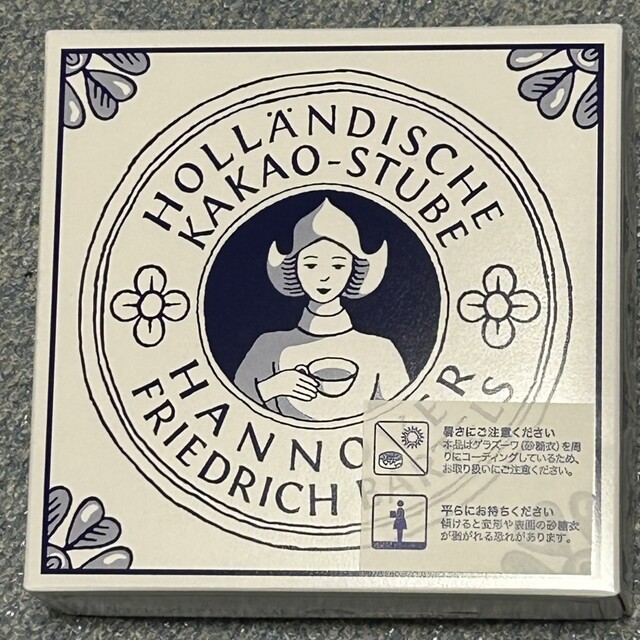 HOLLÄNDISCHE
KAKAO-STUBE
HANNOVER
FRIEDRICH BARTELS
暑さにご注意ください
本品はグラズーワ(砂糖衣)を周
りにコーティングしているため、
お取り扱いにご注意ください。
平らにお持ちください
傾けると変形や表面の砂糖衣
が剥がれる恐れがあります。